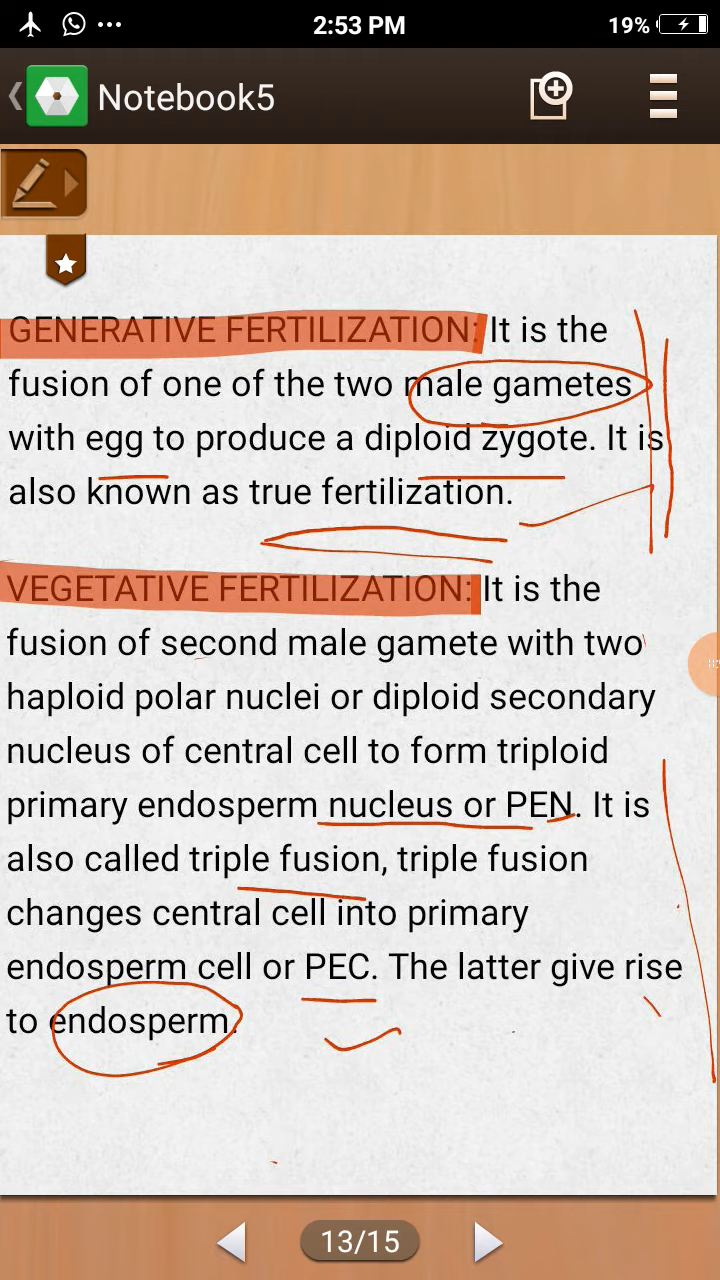 2:53 PM
19%
Notebook5
GENERATIVE FERTILIZATION: It is the
fusion of one of the two male gametes
with egg to produce a diploid zygote. It is
also known as true fertilization.
VEGETATIVE FERTILIZATION: It is the
fusion of second male gamete with two
haploid polar nuclei or diploid secondary
nucleus of central cell to form triploid
primary endosperm nucleus or PEN. It is
also called triple fusion, triple fusion
changes central cell into primary
endosperm cell or PEC. The latter give rise
to endosperm.
13/15